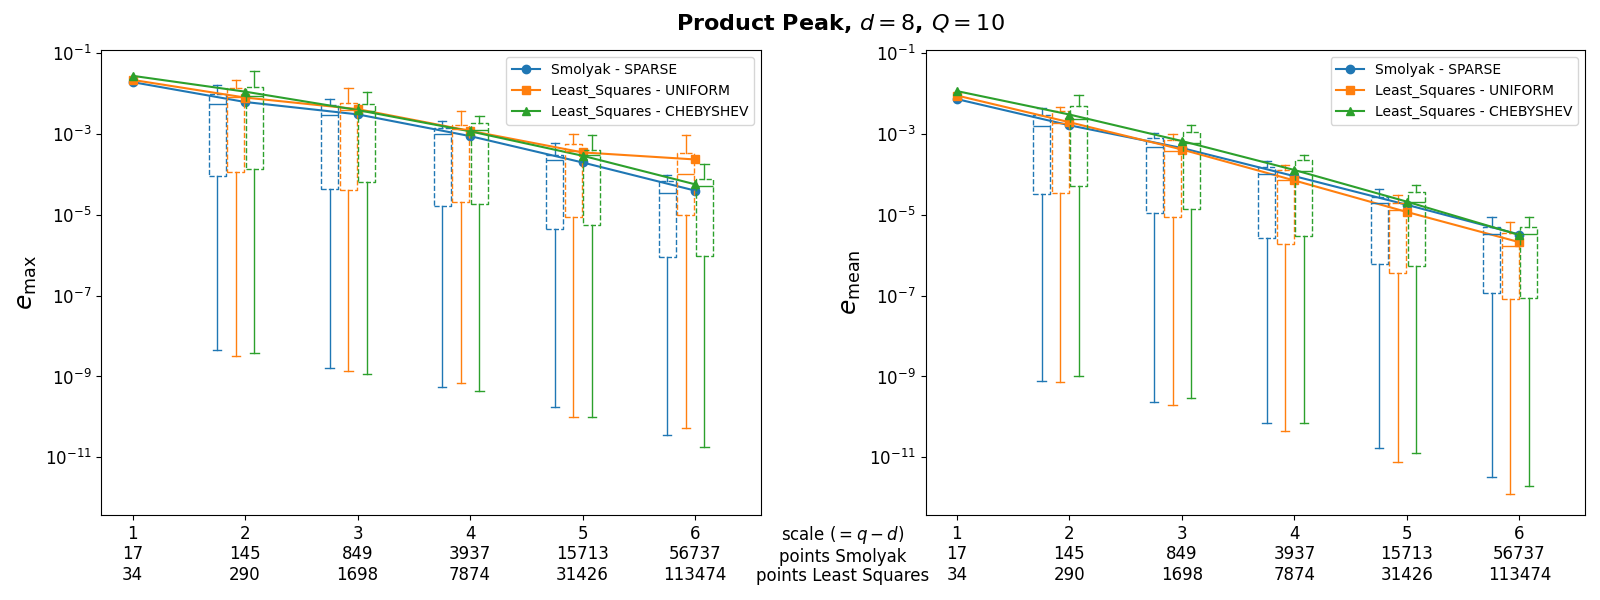 Product Peak, d = 8, Q = 10
10⁻¹
10⁻³
10⁻⁵
10⁻⁷
10⁻⁹
10⁻¹¹
e_max
Smolyak - SPARSE
Least_Squares - UNIFORM
Least_Squares - CHEBYSHEV
1 2 3 4 5 6
17 145 849 3937 15713 56737
34 290 1698 7874 31426 113474
scale (= q − d)
points Smolyak
points Least Squares
10⁻¹
10⁻³
10⁻⁵
10⁻⁷
10⁻⁹
10⁻¹¹
e_mean
Smolyak - SPARSE
Least_Squares - UNIFORM
Least_Squares - CHEBYSHEV
1 2 3 4 5 6
17 145 849 3937 15713 56737
34 290 1698 7874 31426 113474